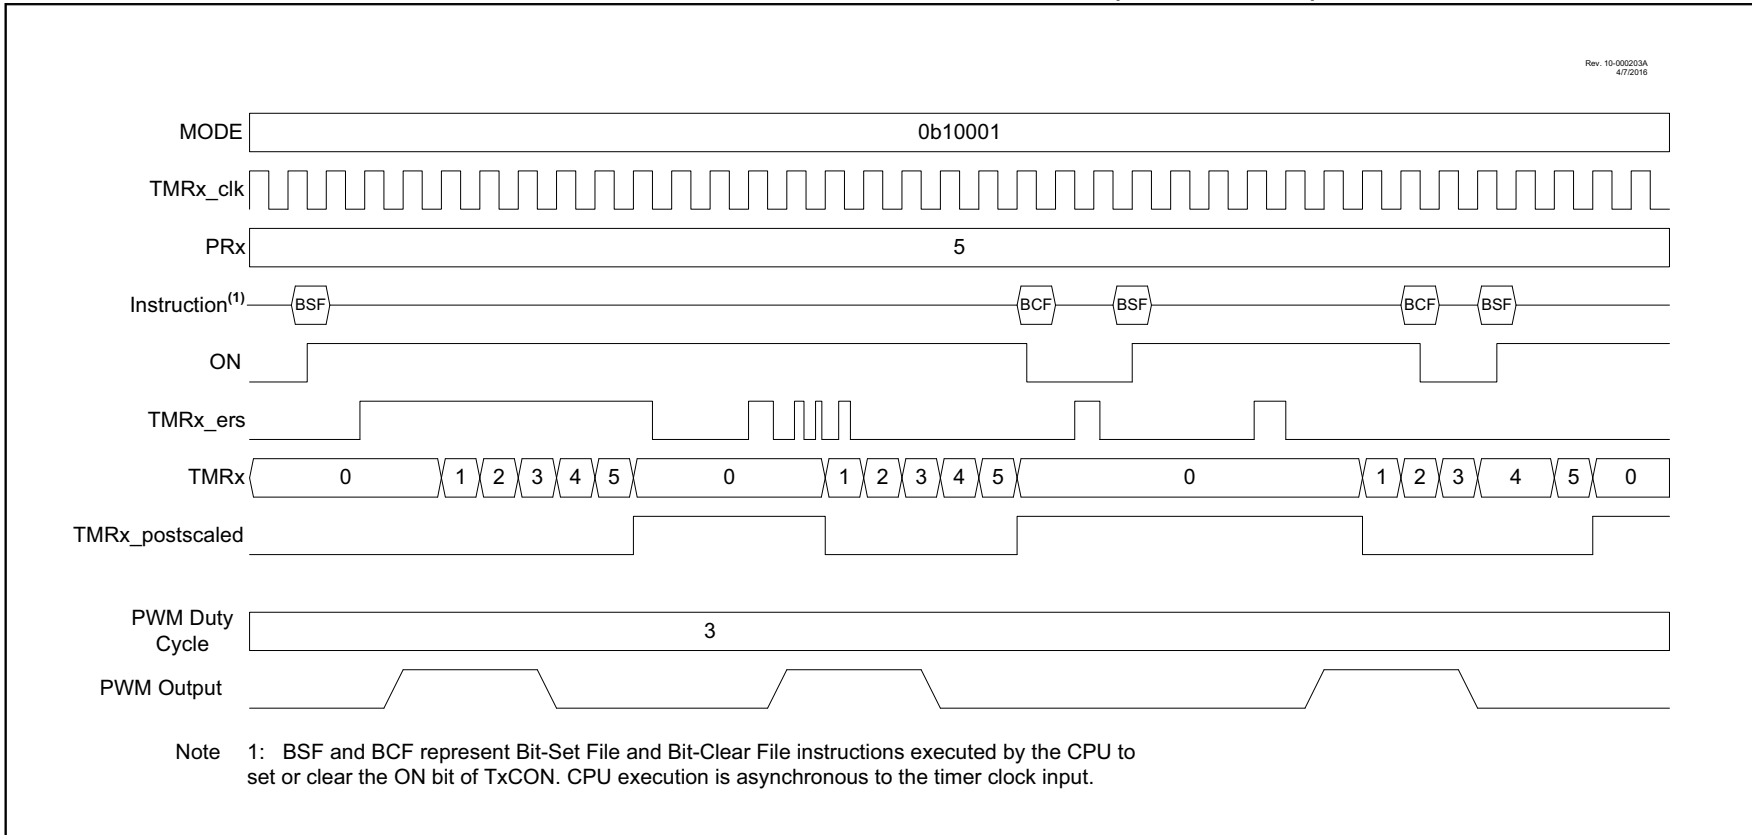 Rev. 10-000203A
4/7/2016
MODE 0b10001
TMRx_clk
PRx 5
Instruction(1) BSF BCF BSF BCF BSF
ON
TMRx_ers
TMRx 0 1 2 3 4 5 0 1 2 3 4 5 0 1 2 3 4 5 0
TMRx_postscaled
PWM Duty
Cycle 3
PWM Output
Note 1: BSF and BCF represent Bit-Set File and Bit-Clear File instructions executed by the CPU to
set or clear the ON bit of TxCON. CPU execution is asynchronous to the timer clock input.